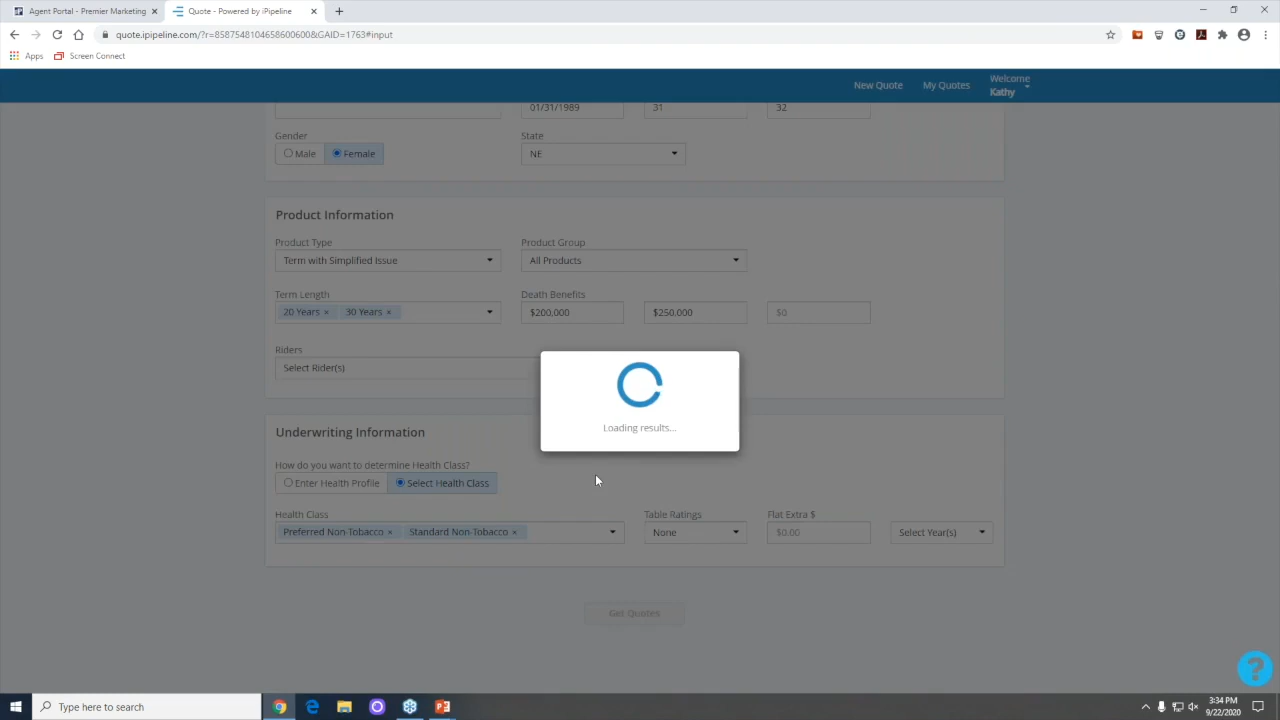 Agent Portal - Premier Marketing
Quote - Powered by iPipeline
quote.ipipeline.com/?r=8587548104658600600&GAID=1763#input
Apps
Screen Connect
New Quote
My Quotes
Welcome
Kathy
01/31/1989
31
32
Gender
State
Male
Female
NE
Product Information
Product Type
Product Group
Term with Simplified Issue
All Products
Term Length
Death Benefits
20 Years ×
30 Years ×
$200,000
$250,000
$0
Riders
Select Rider(s)
Loading results...
Underwriting Information
How do you want to determine Health Class?
Enter Health Profile
Select Health Class
Health Class
Table Ratings
Flat Extra $
Preferred Non-Tobacco ×
Standard Non-Tobacco ×
None
$0.00
Select Year(s)
Get Quotes
?
Type here to search
3:34 PM
9/22/2020